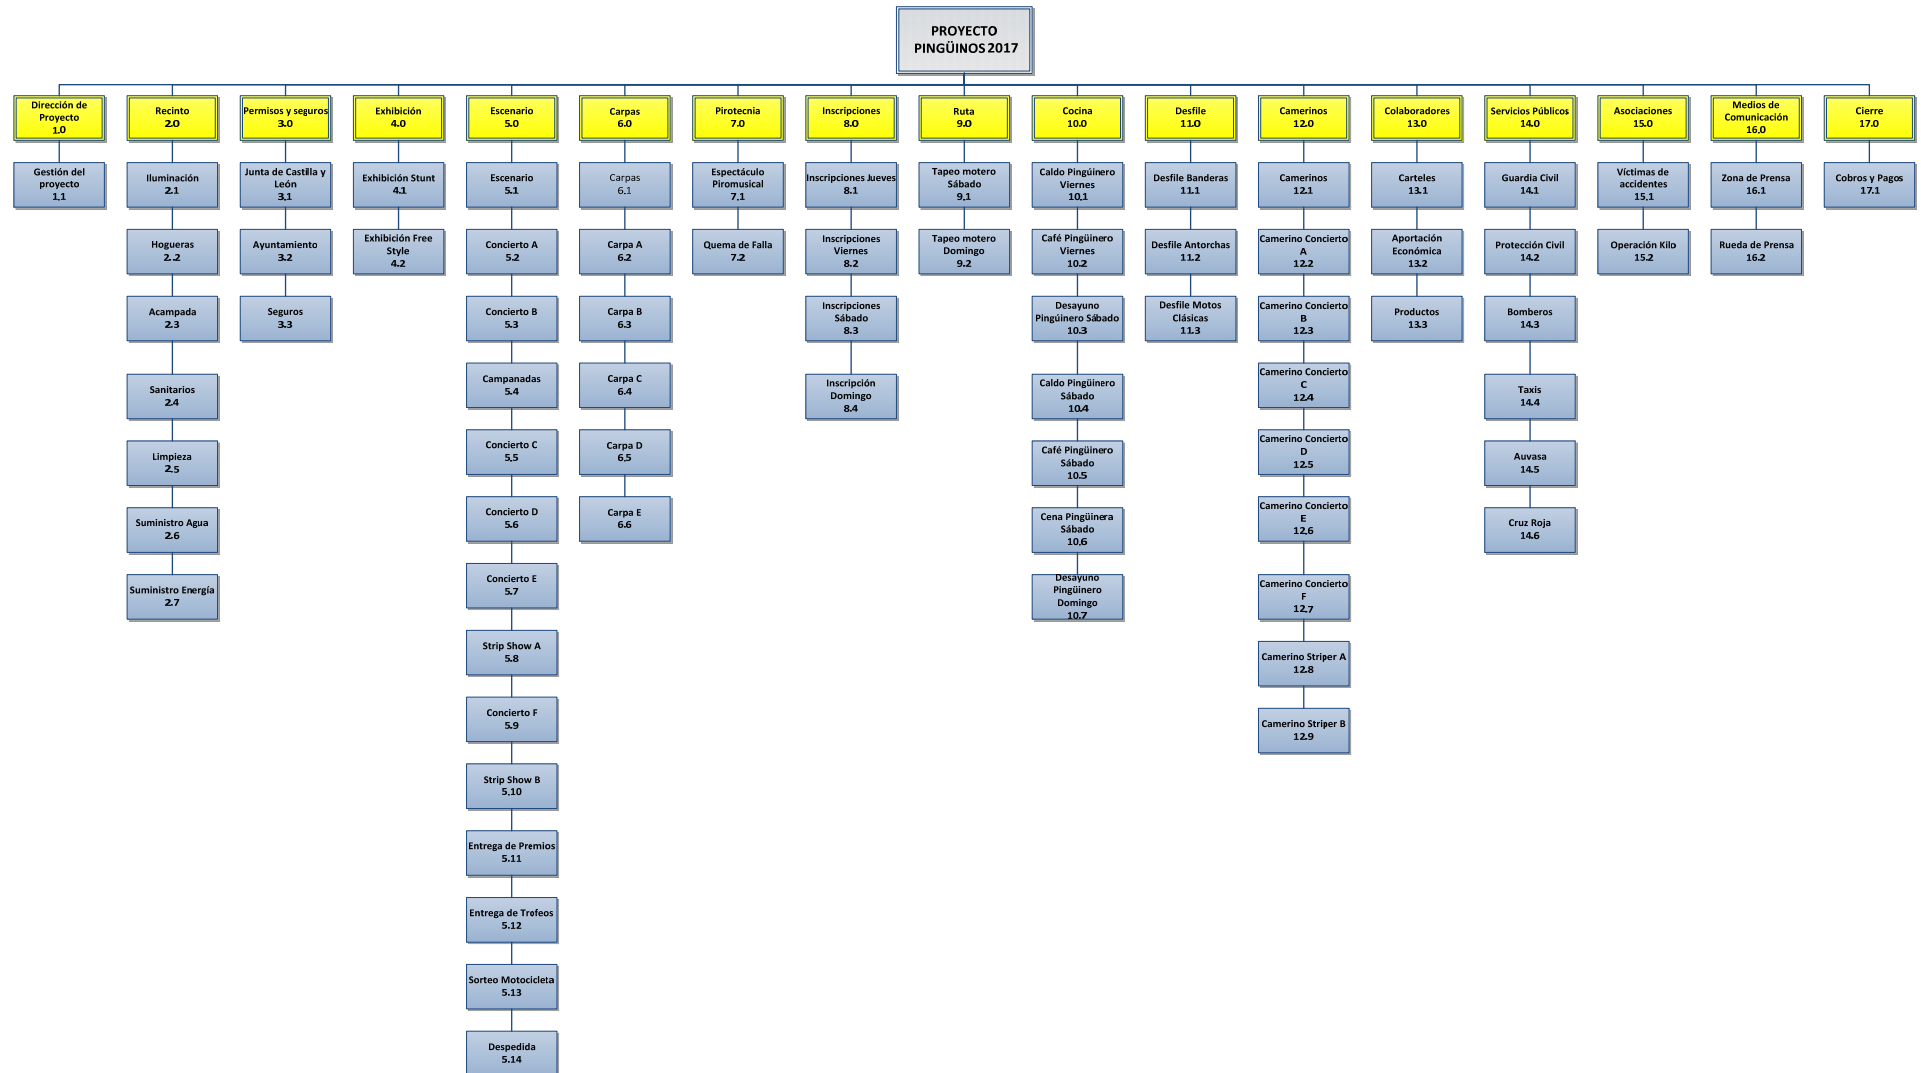 PROYECTO
PINGÜINOS 2017
Dirección de
Proyecto
1.0
Recinto
2.0
Permisos y seguros
3.0
Exhibición
4.0
Escenario
5.0
Carpas
6.0
Pirotecnia
7.0
Inscripciones
8.0
Ruta
9.0
Cocina
10.0
Desfile
11.0
Camerinos
12.0
Colaboradores
13.0
Servicios Públicos
14.0
Asociaciones
15.0
Medios de
Comunicación
16.0
Cierre
17.0
Gestión del
proyecto
1.1
Iluminación
2.1
Hogueras
2.2
Acampada
2.3
Sanitarios
2.4
Limpieza
2.5
Suministro Agua
2.6
Suministro Energía
2.7
Junta de Castilla y
León
3.1
Ayuntamiento
3.2
Seguros
3.3
Exhibición Stunt
4.1
Exhibición Free
Style
4.2
Escenario
5.1
Concierto A
5.2
Concierto B
5.3
Campanadas
5.4
Concierto C
5.5
Concierto D
5.6
Concierto E
5.7
Strip Show A
5.8
Concierto F
5.9
Strip Show B
5.10
Entrega de Premios
5.11
Entrega de Trofeos
5.12
Sorteo Motocicleta
5.13
Despedida
5.14
Carpas
6.1
Carpa A
6.2
Carpa B
6.3
Carpa C
6.4
Carpa D
6.5
Carpa E
6.6
Espectáculo
Piromusical
7.1
Quema de Falla
7.2
Inscripciones Jueves
8.1
Inscripciones
Viernes
8.2
Inscripciones
Sábado
8.3
Inscripción
Domingo
8.4
Tapeo motero
Sábado
9.1
Tapeo motero
Domingo
9.2
Caldo Pingüinero
Viernes
10.1
Café Pingüinero
Viernes
10.2
Desayuno
Pingüinero Sábado
10.3
Caldo Pingüinero
Sábado
10.4
Café Pingüinero
Sábado
10.5
Cena Pingüinera
Sábado
10.6
Desayuno
Pingüinero
Domingo
10.7
Desfile Banderas
11.1
Desfile Antorchas
11.2
Desfile Motos
Clásicas
11.3
Camerinos
12.1
Camerino Concierto
A
12.2
Camerino Concierto
B
12.3
Camerino Concierto
C
12.4
Camerino Concierto
D
12.5
Camerino Concierto
E
12.6
Camerino Concierto
F
12.7
Camerino Striper A
12.8
Camerino Striper B
12.9
Carteles
13.1
Aportación
Económica
13.2
Productos
13.3
Guardia Civil
14.1
Protección Civil
14.2
Bomberos
14.3
Taxis
14.4
Auvasa
14.5
Cruz Roja
14.6
Víctimas de
accidentes
15.1
Operación Kilo
15.2
Zona de Prensa
16.1
Rueda de Prensa
16.2
Cobros y Pagos
17.1